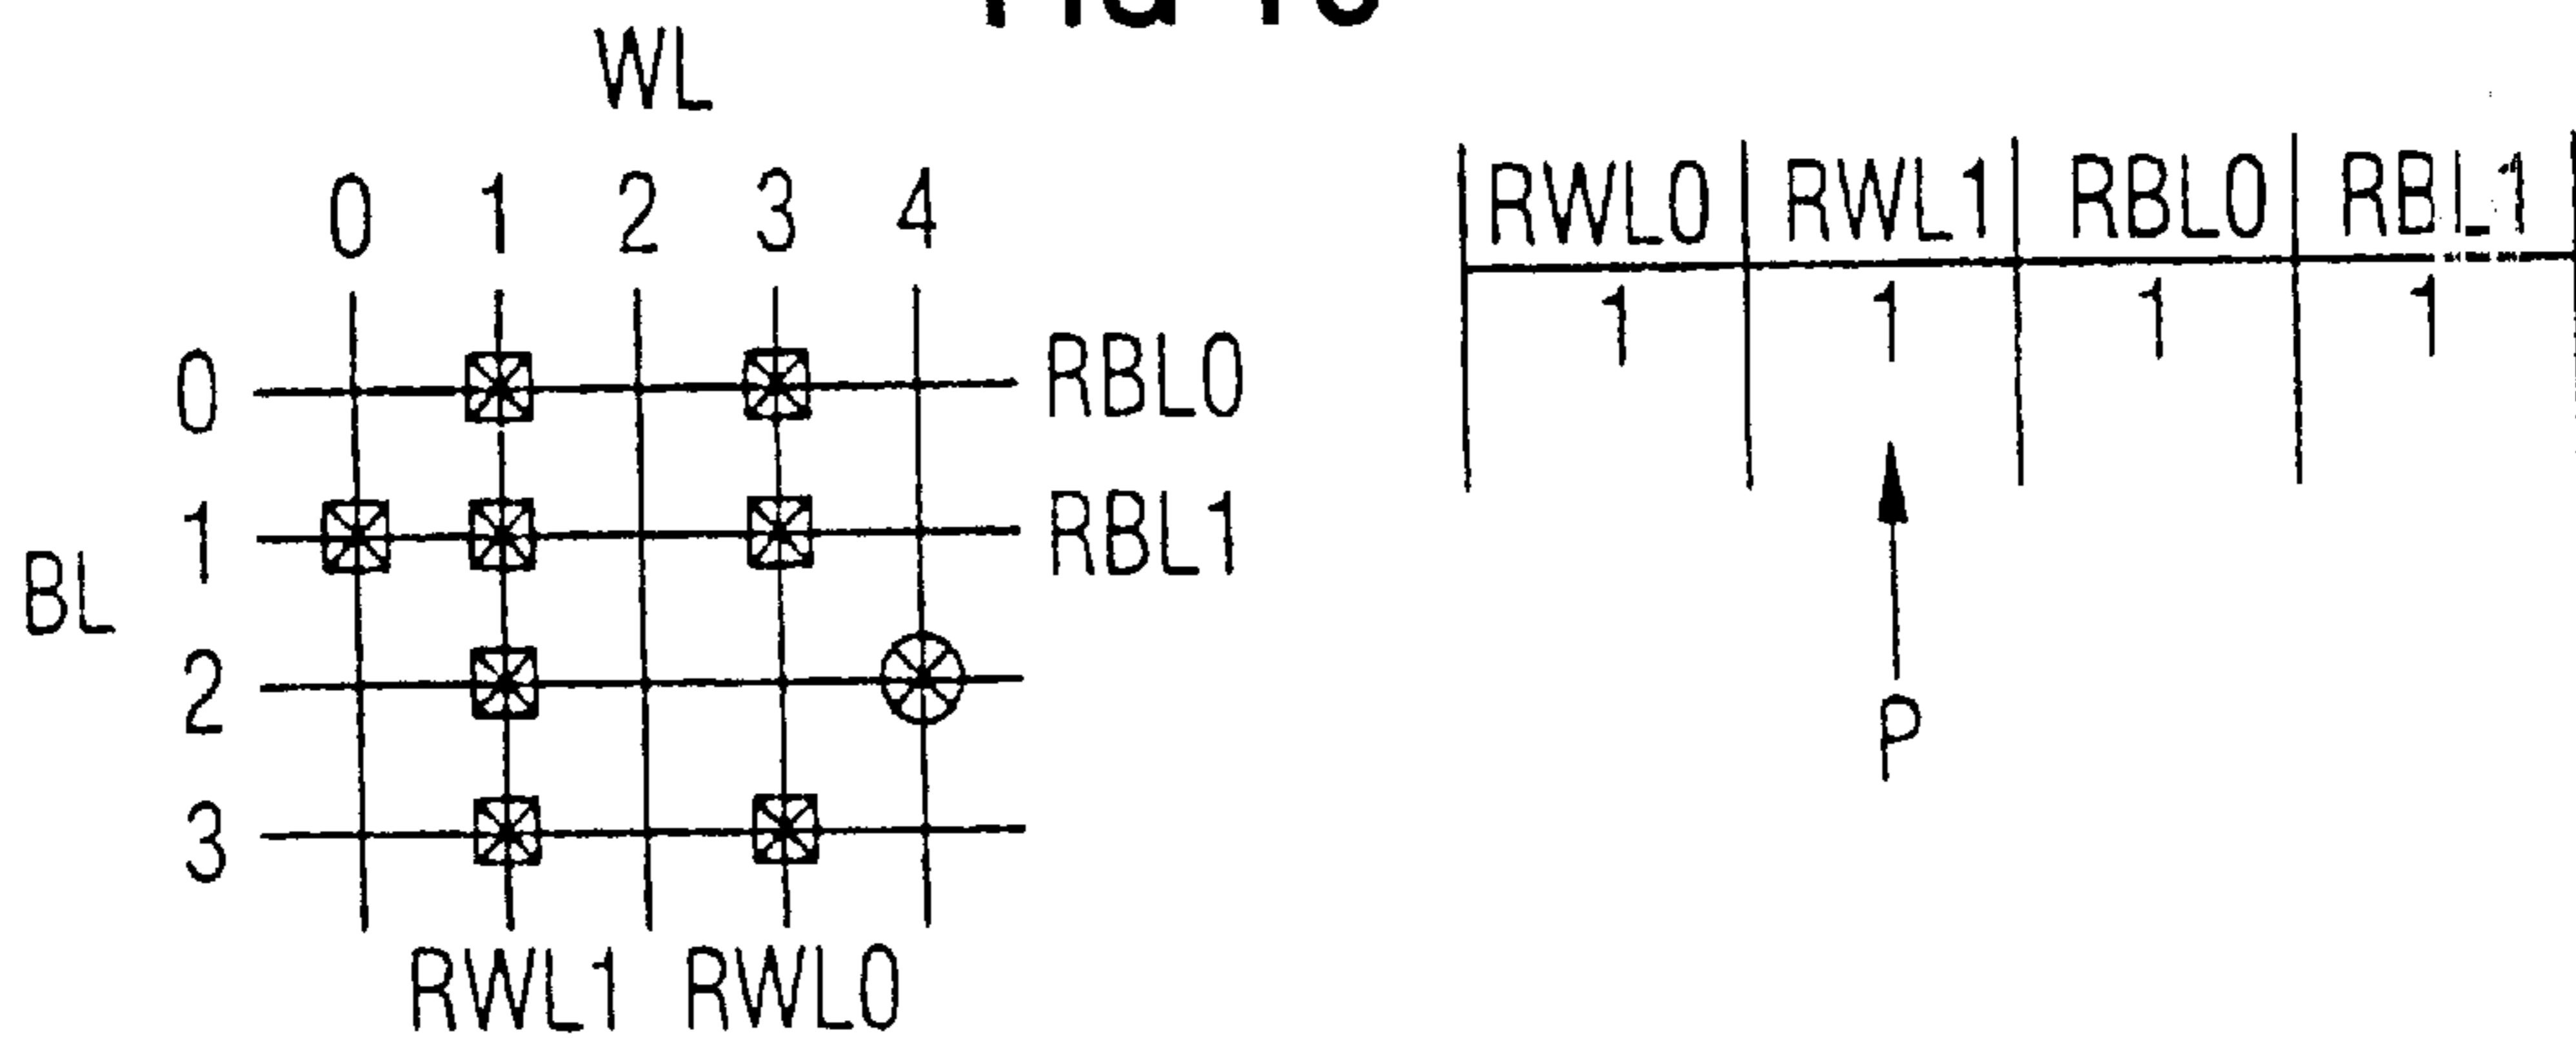 WL
0 1 2 3 4
0 RBL0
1 RBL1
BL
2
3
RWL1 RWL0
RWL0 RWL1 RBL0 RBL1
1 1 1 1
P